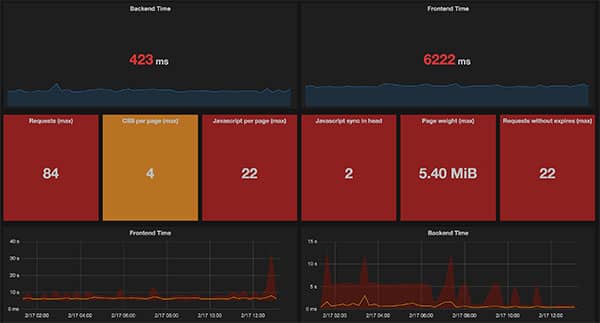 Backend Time
Frontend Time
423 ms
6222 ms
Requests (max)
CSS per page (max)
Javascript per page (max)
Javascript sync in head
Page weight (max)
Requests without expires (max)
84
4
22
2
5.40 MiB
22
Frontend Time
Backend Time
40 s
30 s
20 s
10 s
0 ms
2/17 02:00 2/17 04:00 2/17 06:00 2/17 08:00 2/17 10:00 2/17 12:00
15 s
10 s
5 s
0 ms
2/17 02:00 2/17 04:00 2/17 06:00 2/17 08:00 2/17 10:00 2/17 12:00